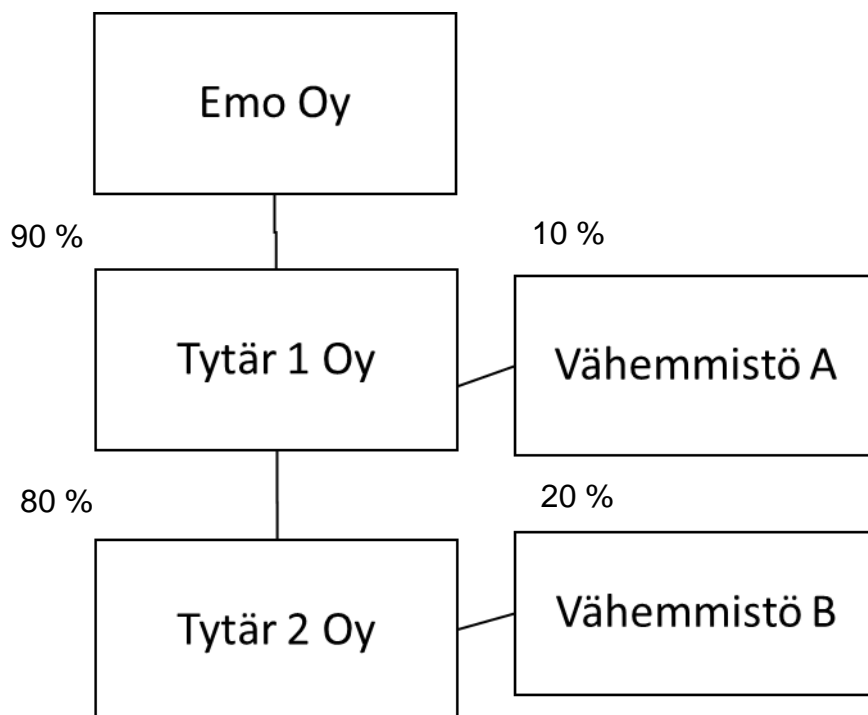 Emo Oy
90 %
10 %
Tytär 1 Oy
Vähemmistö A
80 %
20 %
Tytär 2 Oy
Vähemmistö B